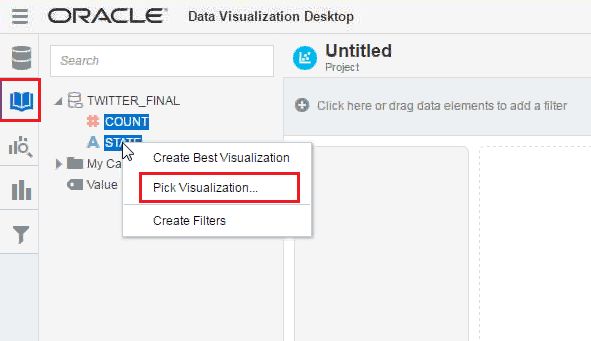 ORACLE Data Visualization Desktop
Search
Untitled
Project
TWITTER_FINAL
Click here or drag data elements to add a filter
# COUNT
A STATE
My Ca
Value
Create Best Visualization
Pick Visualization...
Create Filters